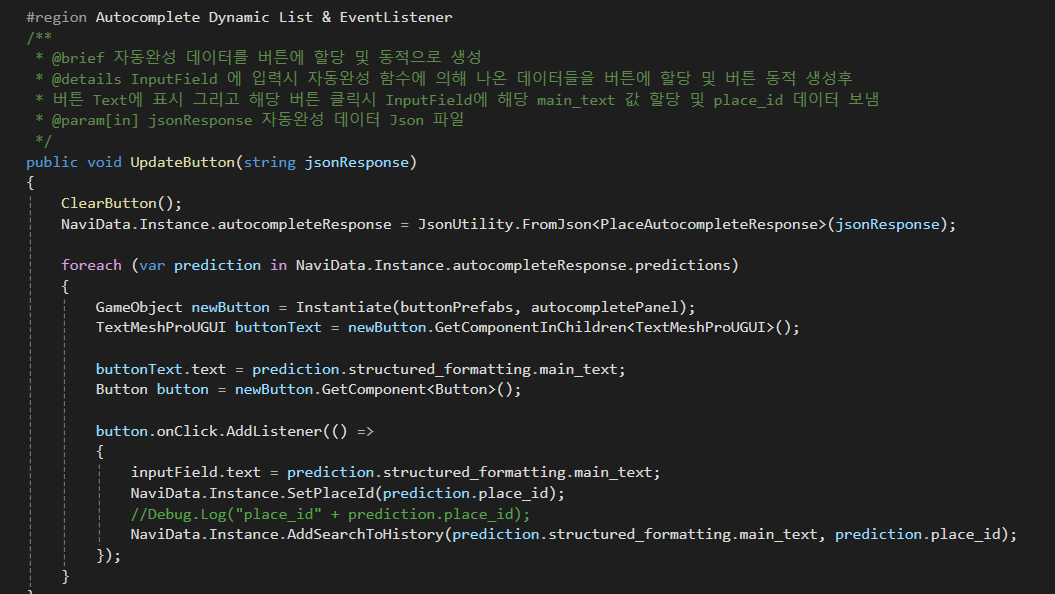 #region Autocomplete Dynamic List & EventListener
/**
* @brief 자동완성 데이터를 버튼에 할당 및 동적으로 생성
* @details InputField 에 입력시 자동완성 함수에 의해 나온 데이터들을 버튼에 할당 및 버튼 동적 생성후
* 버튼 Text에 표시 그리고 해당 버튼 클릭시 InputField에 해당 main_text 값 할당 및 place_id 데이터 보냄
* @param[in] jsonResponse 자동완성 데이터 Json 파일
*/
public void UpdateButton(string jsonResponse)
{
ClearButton();
NaviData.Instance.autocompleteResponse = JsonUtility.FromJson<PlaceAutocompleteResponse>(jsonResponse);
foreach (var prediction in NaviData.Instance.autocompleteResponse.predictions)
{
GameObject newButton = Instantiate(buttonPrefabs, autocompletePanel);
TextMeshProUGUI buttonText = newButton.GetComponentInChildren<TextMeshProUGUI>();
buttonText.text = prediction.structured_formatting.main_text;
Button button = newButton.GetComponent<Button>();
button.onClick.AddListener(() =>
{
inputField.text = prediction.structured_formatting.main_text;
NaviData.Instance.SetPlaceId(prediction.place_id);
//Debug.Log("place_id" + prediction.place_id);
NaviData.Instance.AddSearchToHistory(prediction.structured_formatting.main_text, prediction.place_id);
});
}